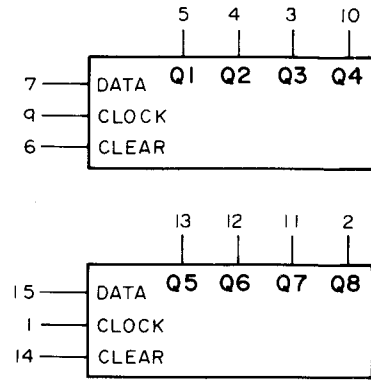 5 4 3 10
7 DATA Q1 Q2 Q3 Q4
9 CLOCK
6 CLEAR
13 12 11 2
15 DATA Q5 Q6 Q7 Q8
1 CLOCK
14 CLEAR